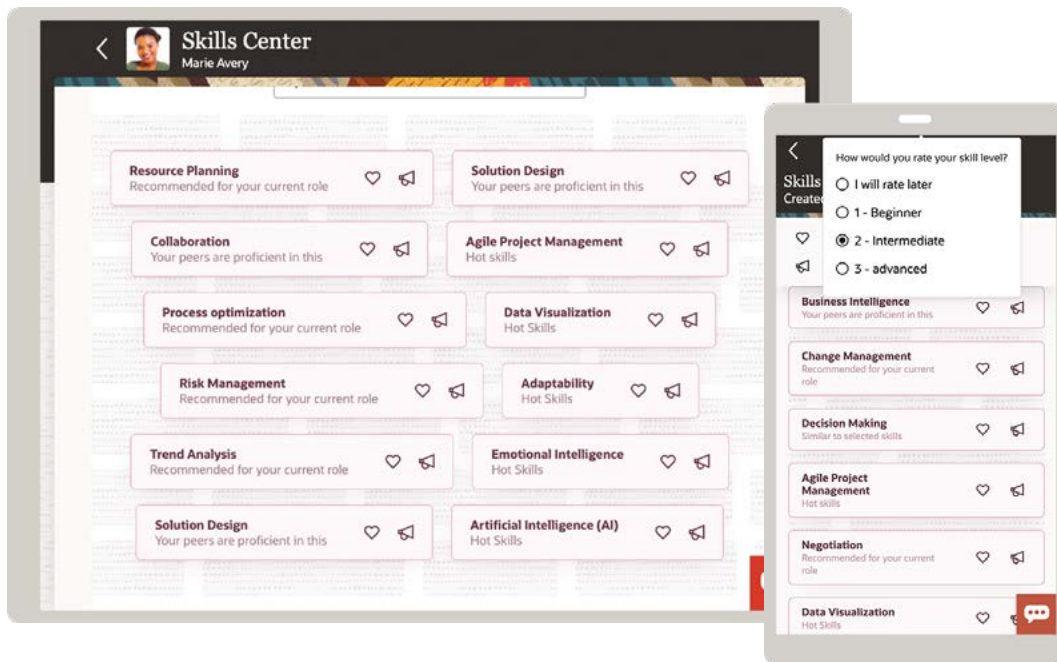 Skills Center
Marie Avery
Resource Planning
Recommended for your current role
Solution Design
Your peers are proficient in this
Collaboration
Your peers are proficient in this
Agile Project Management
Hot skills
Process optimization
Recommended for your current role
Data Visualization
Hot Skills
Risk Management
Recommended for your current role
Adaptability
Hot Skills
Trend Analysis
Recommended for your current role
Emotional Intelligence
Hot Skills
Solution Design
Your peers are proficient in this
Artificial Intelligence (AI)
Hot Skills
Skills
Created
How would you rate your skill level?
I will rate later
1 - Beginner
2 - Intermediate
3 - advanced
Business Intelligence
Your peers are proficient in this
Change Management
Recommended for your current
role
Decision Making
Similar to selected skills
Agile Project
Management
Hot skills
Negotiation
Recommended for your current
role
Data Visualization
Hot Skills